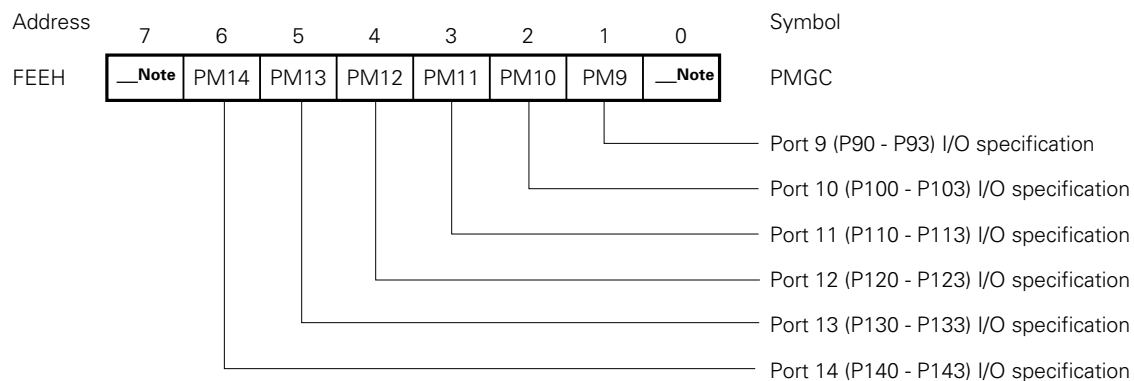 Address 7 6 5 4 3 2 1 0 Symbol
FEEH __Note PM14 PM13 PM12 PM11 PM10 PM9 __Note PMGC
Port 9 (P90 - P93) I/O specification
Port 10 (P100 - P103) I/O specification
Port 11 (P110 - P113) I/O specification
Port 12 (P120 - P123) I/O specification
Port 13 (P130 - P133) I/O specification
Port 14 (P140 - P143) I/O specification